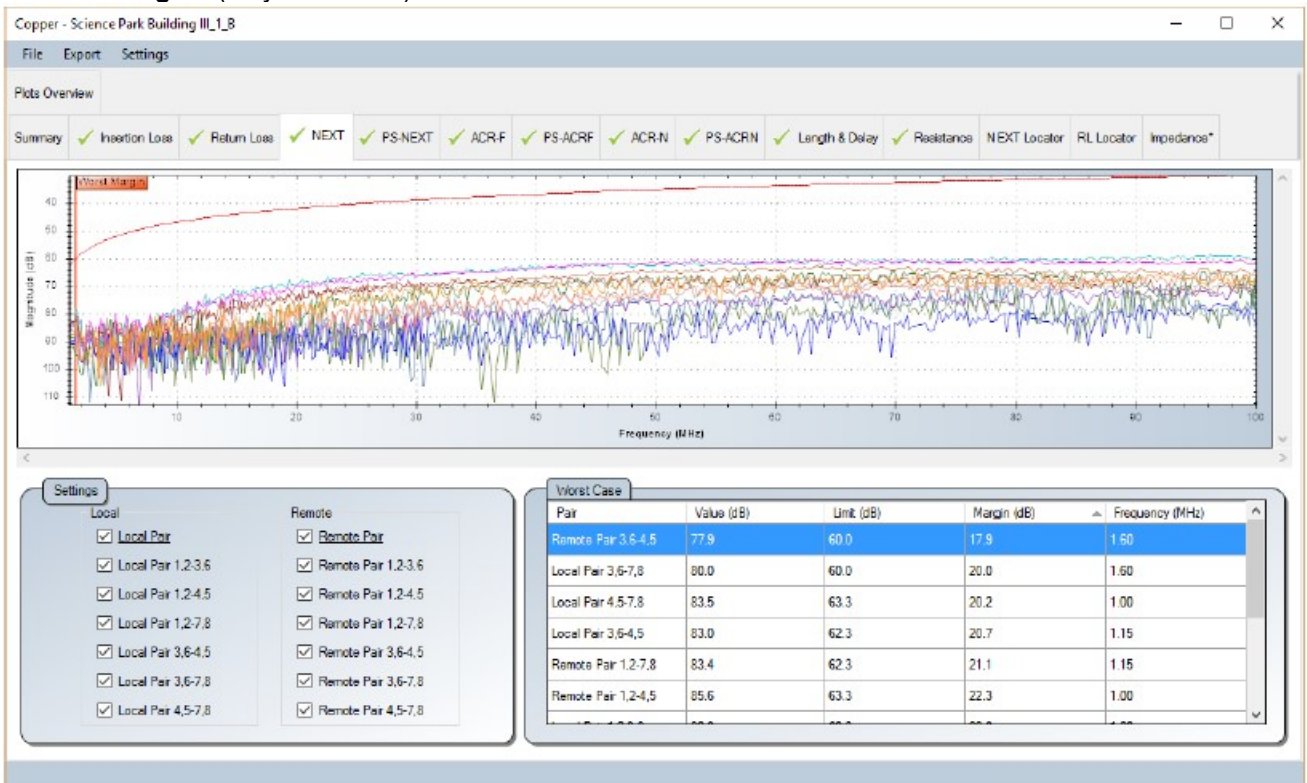 Copper - Science Park Building III_1_B
File Export Settings
Plots Overview
Summary Insertion Loss Return Loss NEXT PS-NEXT ACR-F PS-ACRF ACR-N PS-ACRN Length & Delay Resistance NEXT Locator RL Locator Impedance*
Worst Margin
40
50
60
70
80
90
100
110
Magnitude (dB)
10 20 30 40 50 60 70 80 90 100
Frequency (MHz)
Settings
Local Remote
Local Pair Remote Pair
Local Pair 1,2-3,6 Remote Pair 1,2-3,6
Local Pair 1,2-4,5 Remote Pair 1,2-4,5
Local Pair 1,2-7,8 Remote Pair 1,2-7,8
Local Pair 3,6-4,5 Remote Pair 3,6-4,5
Local Pair 3,6-7,8 Remote Pair 3,6-7,8
Local Pair 4,5-7,8 Remote Pair 4,5-7,8
Worst Case
Pair Value (dB) Limit (dB) Margin (dB) Frequency (MHz)
Remote Pair 3,6-4,5 77.9 60.0 17.9 1.60
Local Pair 3,6-7,8 80.0 60.0 20.0 1.60
Local Pair 4,5-7,8 83.5 63.3 20.2 1.00
Local Pair 3,6-4,5 83.0 62.3 20.7 1.15
Remote Pair 1,2-7,8 83.4 62.3 21.1 1.15
Remote Pair 1,2-4,5 85.6 63.3 22.3 1.00